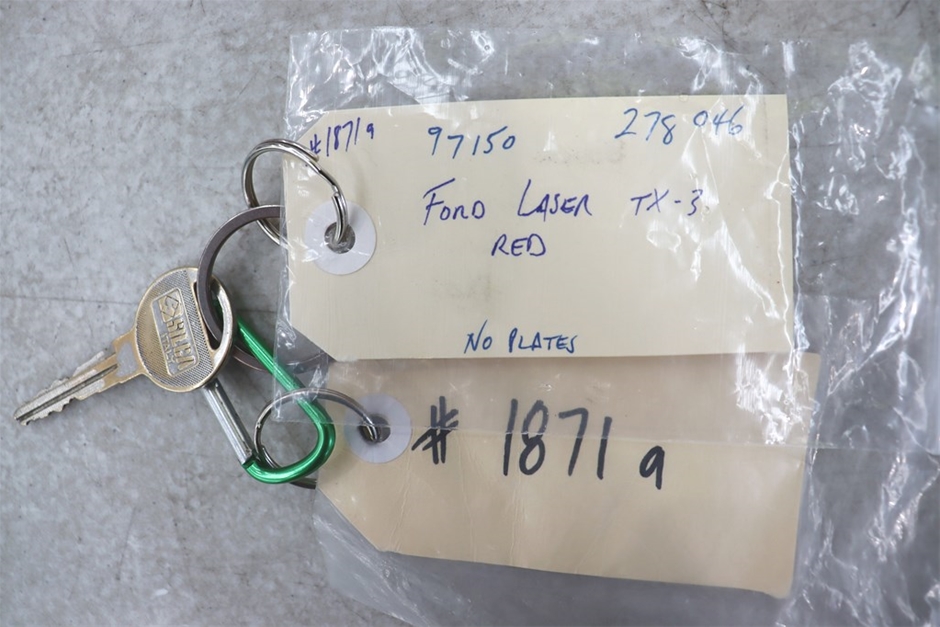 #1871a 97150 278 046
FORD LASER TX-3
RED
NO PLATES
# 1871 a